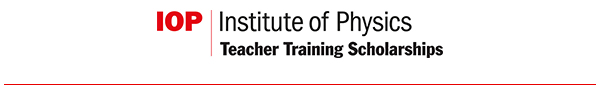 IOP Institute of Physics
Teacher Training Scholarships